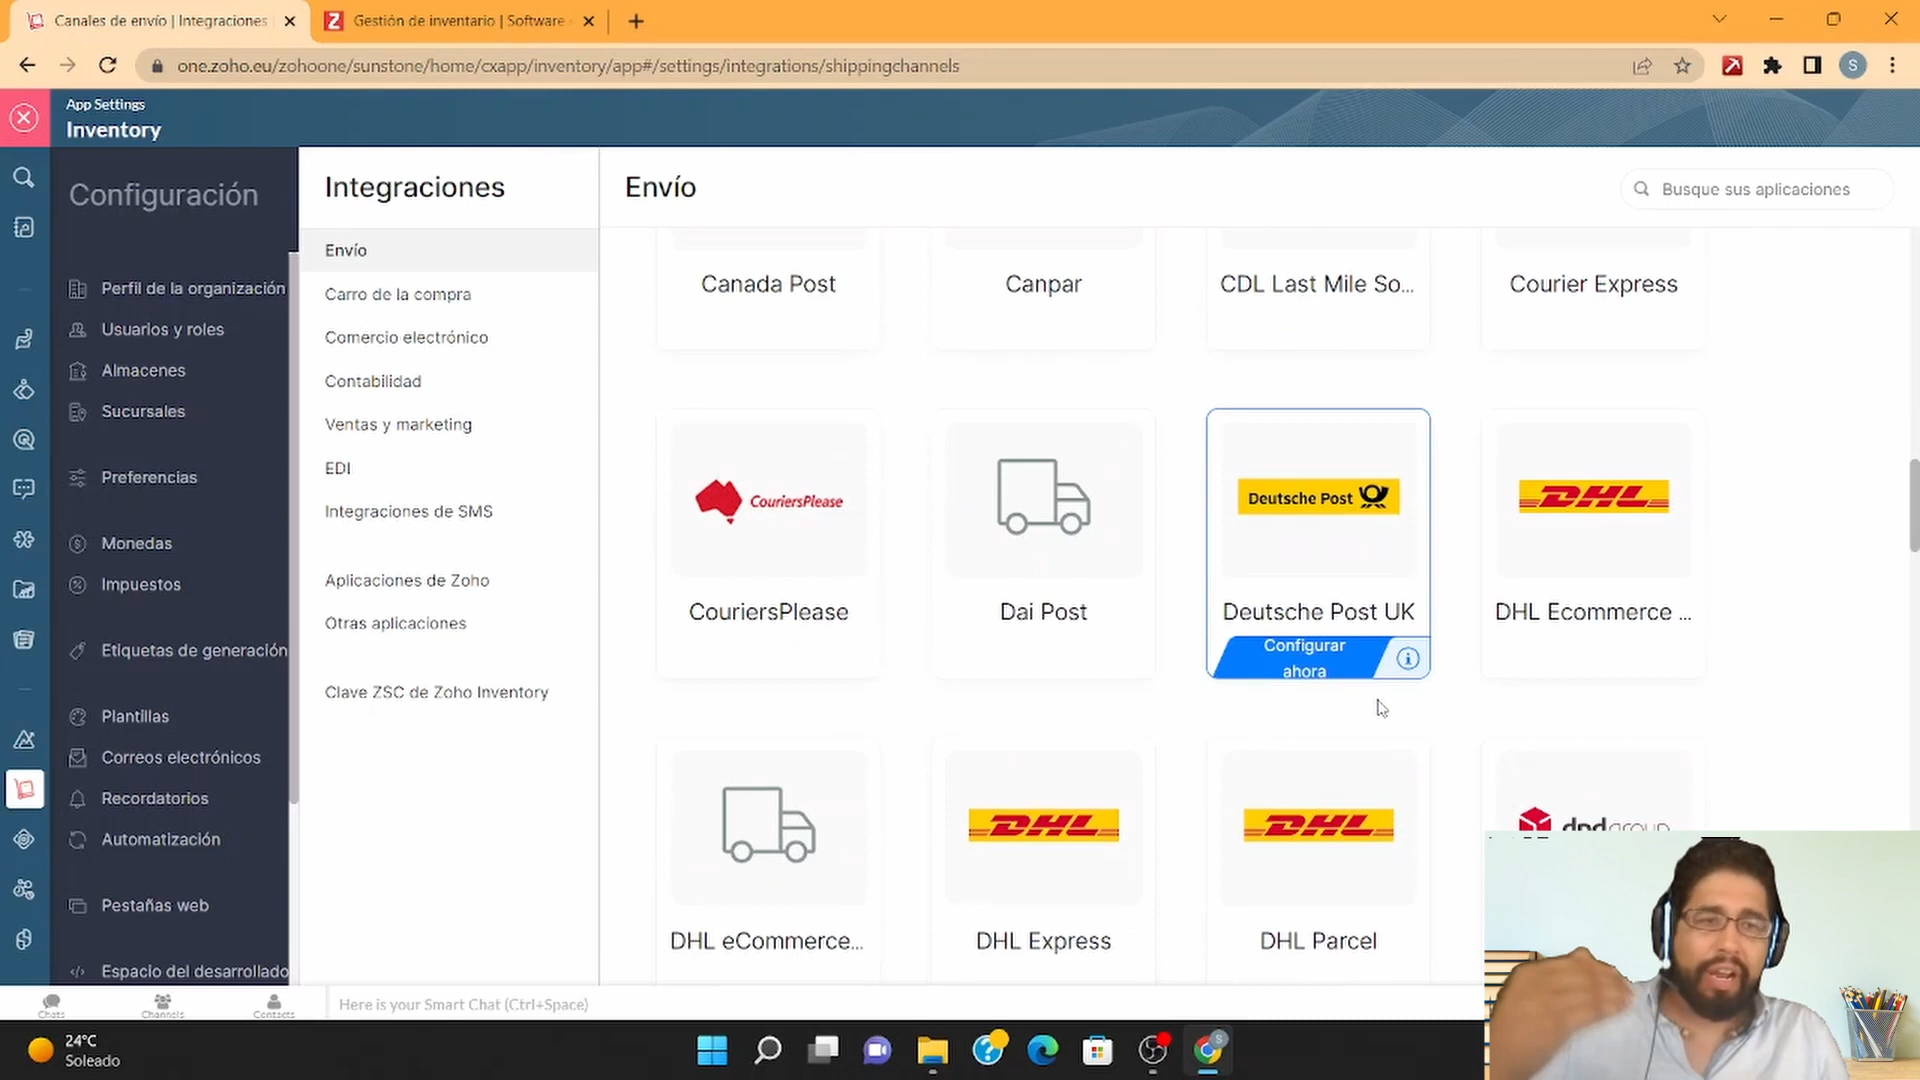 Canales de envío | Integraciones
Gestión de inventario | Software
one.zoho.eu/zohoone/sunstone/home/cxapp/inventory/app#/settings/integrations/shippingchannels
S
App Settings
Inventory
Configuración
Perfil de la organización
Usuarios y roles
Almacenes
Sucursales
Preferencias
Monedas
Impuestos
Etiquetas de generación
Plantillas
Correos electrónicos
Recordatorios
Automatización
Pestañas web
Espacio del desarrollado
Integraciones
Envío
Carro de la compra
Comercio electrónico
Contabilidad
Ventas y marketing
EDI
Integraciones de SMS
Aplicaciones de Zoho
Otras aplicaciones
Clave ZSC de Zoho Inventory
Envío
Busque sus aplicaciones
Canada Post
Canpar
CDL Last Mile So...
Courier Express
CouriersPlease
Deutsche Post
DHL
CouriersPlease
Dai Post
Deutsche Post UK
DHL Ecommerce ...
Configurar
ahora
DHL
DHL
dpdgroup
DHL eCommerce...
DHL Express
DHL Parcel
Chats
Channels
Contacts
Here is your Smart Chat (Ctrl+Space)
24°C
Soleado